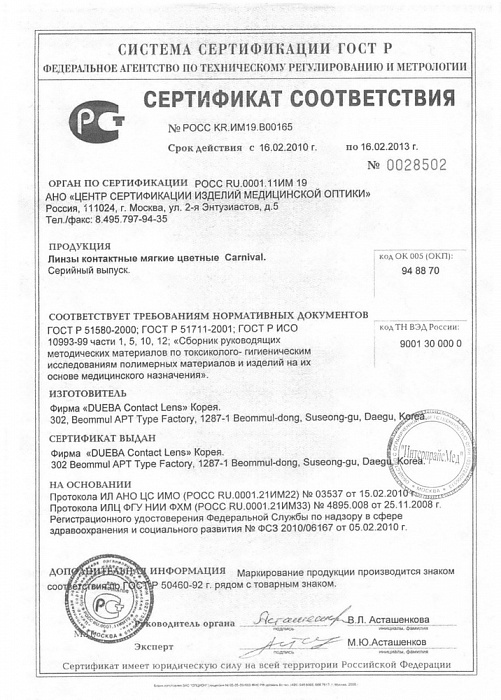 СИСТЕМА СЕРТИФИКАЦИИ ГОСТ Р
ФЕДЕРАЛЬНОЕ АГЕНТСТВО ПО ТЕХНИЧЕСКОМУ РЕГУЛИРОВАНИЮ И МЕТРОЛОГИИ
СЕРТИФИКАТ СООТВЕТСТВИЯ
№ РОСС KR.ИМ19.В00165
Срок действия с 16.02.2010 г. по 16.02.2013 г.
№ 0028502
ОРГАН ПО СЕРТИФИКАЦИИ РОСС RU.0001.11ИМ 19
АНО «ЦЕНТР СЕРТИФИКАЦИИ ИЗДЕЛИЙ МЕДИЦИНСКОЙ ОПТИКИ»
Россия, 111024, г. Москва, ул. 2-я Энтузиастов, д.5
Тел./факс: 8.495.797-94-35
ПРОДУКЦИЯ
Линзы контактные мягкие цветные Carnival.
Серийный выпуск.
код ОК 005 (ОКП):
94 88 70
СООТВЕТСТВУЕТ ТРЕБОВАНИЯМ НОРМАТИВНЫХ ДОКУМЕНТОВ
ГОСТ Р 51580-2000; ГОСТ Р 51711-2001; ГОСТ Р ИСО
10993-99 части 1, 5, 10, 12; «Сборник руководящих
методических материалов по токсиколого- гигиеническим
исследованиям полимерных материалов и изделий на их
основе медицинского назначения».
код ТН ВЭД России:
9001 30 000 0
ИЗГОТОВИТЕЛЬ
Фирма «DUEBA Contact Lens» Корея.
302, Beommul APT Type Factory, 1287-1 Beommul-dong, Suseong-gu, Daegu, Korea.
СЕРТИФИКАТ ВЫДАН
Фирма «DUEBA Contact Lens» Корея.
302 Beommul APT Type Factory, 1287-1 Beommul-dong, Suseong-gu, Daegu, Korea.
"ИнтерпрайсМед"
МОСКВА
НА ОСНОВАНИИ
Протокола ИЛ АНО ЦС ИМО (РОСС RU.0001.21ИМ22) № 03537 от 15.02.2010 г
Протокола ИЛЦ ФГУ НИИ ФХМ (РОСС RU.0001.21ИМ33) № 4895.008 от 25.11.2008 г.
Регистрационного удостоверения Федеральной Службы по надзору в сфере
здравоохранения и социального развития № ФСЗ 2010/06167 от 05.02.2010 г.
ДОПОЛНИТЕЛЬНАЯ ИНФОРМАЦИЯ Маркирование продукции производится знаком
соответствия по ГОСТ Р 50460-92 г. рядом с товарным знаком.
Руководитель органа
подпись
В.Л. Асташенков
инициалы, фамилия
Эксперт
подпись
М.Ю.Асташенков
инициалы, фамилия
МОСКВА
Сертификат имеет юридическую силу на всей территории Российской Федерации